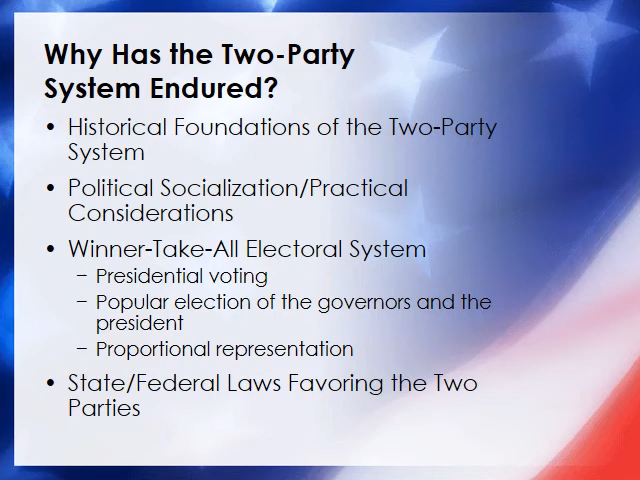 Why Has the Two-Party
System Endured?
• Historical Foundations of the Two-Party
System
• Political Socialization/Practical
Considerations
• Winner-Take-All Electoral System
− Presidential voting
− Popular election of the governors and the
president
− Proportional representation
• State/Federal Laws Favoring the Two
Parties